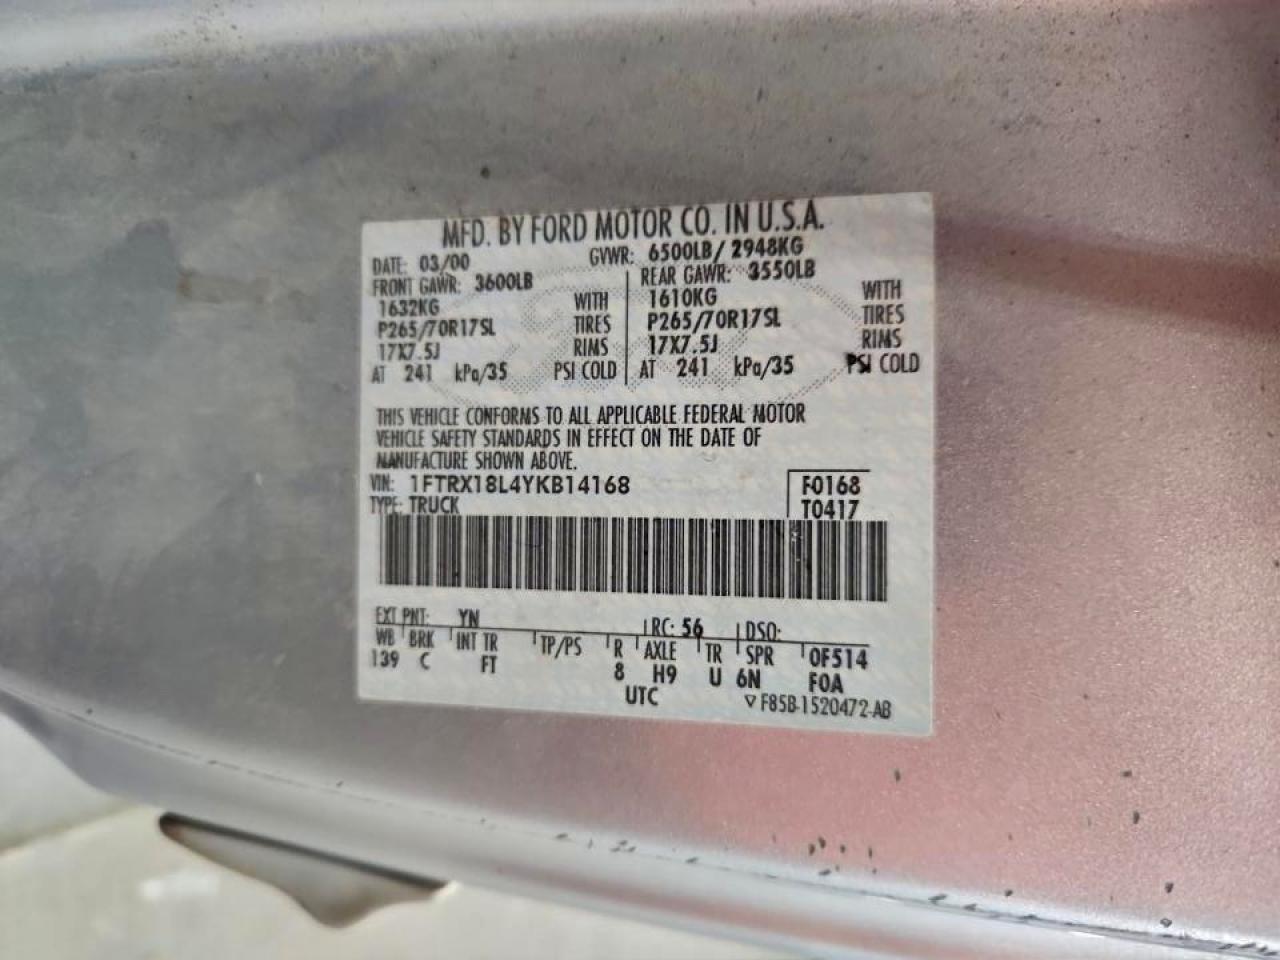 MFD. BY FORD MOTOR CO. IN U.S.A.
DATE: 03/00 GVWR: 6500LB/ 2948KG
FRONT GAWR: 3600LB REAR GAWR: 3550LB
1632KG WITH 1610KG WITH
P265/70R17SL TIRES P265/70R17SL TIRES
17X7.5J RIMS 17X7.5J RIMS
AT 241 kPa/35 PSI COLD AT 241 kPa/35 PSI COLD
THIS VEHICLE CONFORMS TO ALL APPLICABLE FEDERAL MOTOR
VEHICLE SAFETY STANDARDS IN EFFECT ON THE DATE OF
MANUFACTURE SHOWN ABOVE.
VIN: 1FTRX18L4YKB14168 F0168
TYPE: TRUCK T0417
EXT PNT: YN RC: 56 DSO:
WB BRK INT TR TP/PS R AXLE TR SPR OF514
139 C FT 8 H9 U 6N FOA
UTC ▽ F85B-1520472-AB